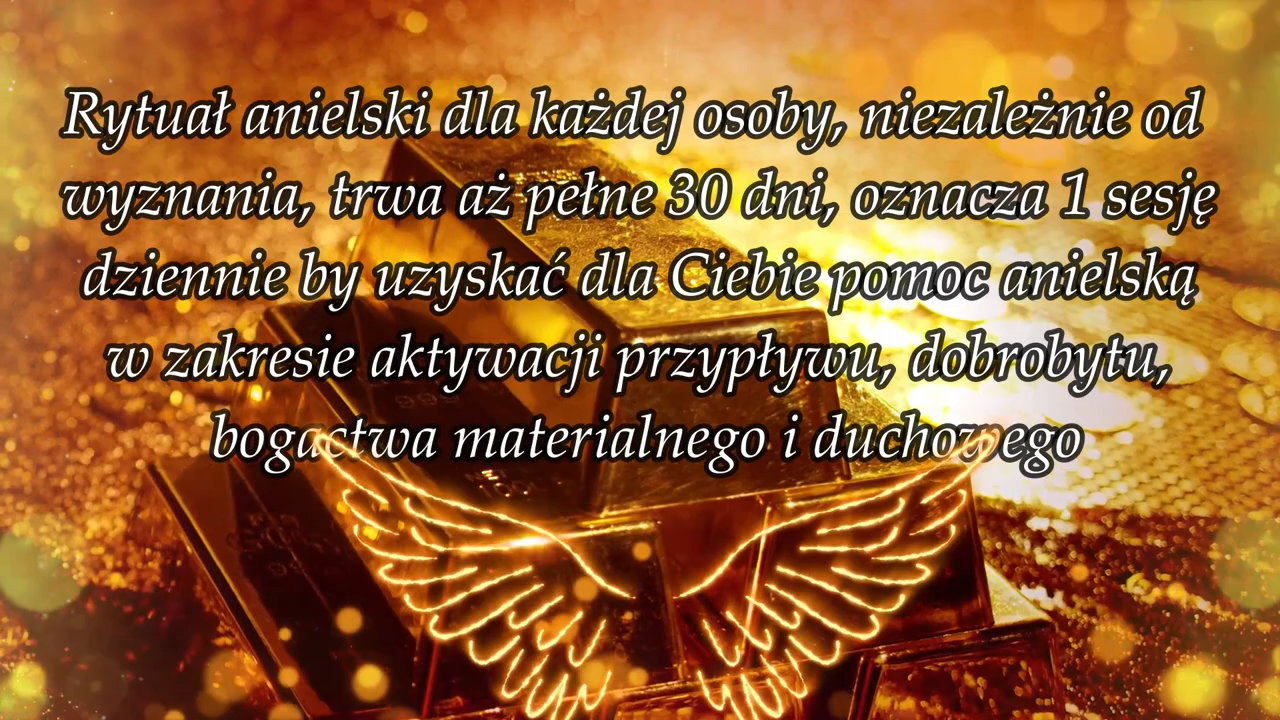 Rytuał anielski dla każdej osoby, niezależnie od
wyznania, trwa aż pełne 30 dni, oznacza 1 sesję
dziennie by uzyskać dla Ciebie pomoc anielską
w zakresie aktywacji przypływu, dobrobytu,
bogactwa materialnego i duchowego